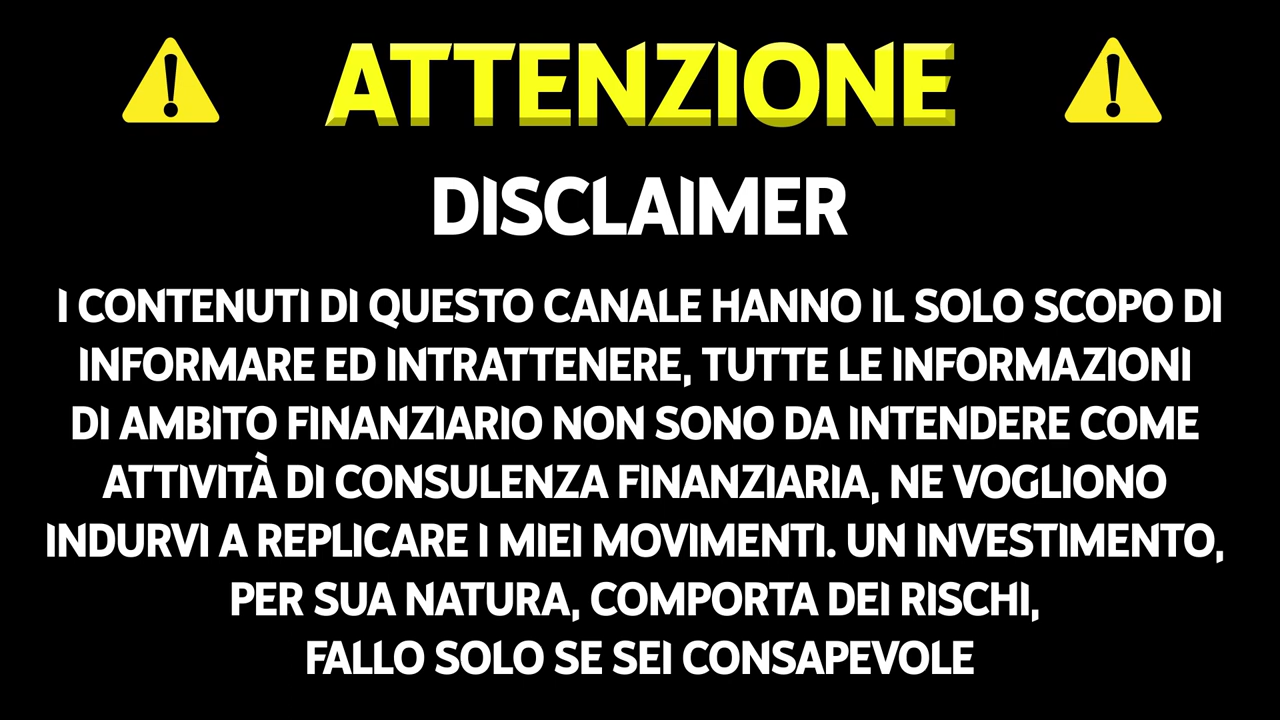 ATTENZIONE
DISCLAIMER
I CONTENUTI DI QUESTO CANALE HANNO IL SOLO SCOPO DI
INFORMARE ED INTRATTENERE, TUTTE LE INFORMAZIONI
DI AMBITO FINANZIARIO NON SONO DA INTENDERE COME
ATTIVITÀ DI CONSULENZA FINANZIARIA, NE VOGLIONO
INDURVI A REPLICARE I MIEI MOVIMENTI. UN INVESTIMENTO,
PER SUA NATURA, COMPORTA DEI RISCHI,
FALLO SOLO SE SEI CONSAPEVOLE